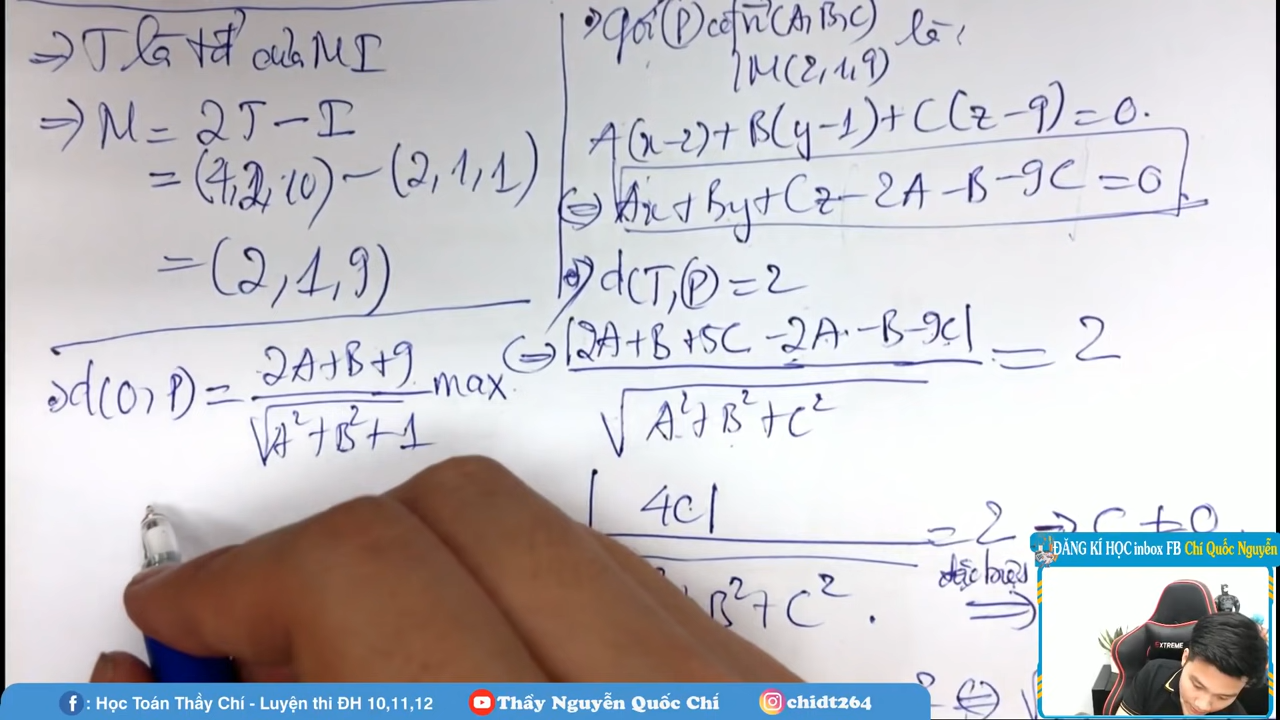 ⇒ T là tđ của MI
⇒ M = 2T - I
= (4,2,10) - (2,1,1)
= (2,1,9)
d(O,P) = 2A+B+9 / √A²+B²+1 max
gọi (P) có n(A,B,C)
M(2,1,9) là:
A(x-2)+B(y-1)+C(z-9)=0.
⇔ Ax+By+Cz-2A-B-9C=0
d(T,(P))=2
⇔ |2A+B+5C-2A-B-9C| / √A²+B²+C² = 2
|4C| / B²+C² = 2 ⇒ C ≠ 0
đặc biệt ⇒
ĐĂNG KÍ HỌC inbox FB Chí Quốc Nguyễn
EXTREME
: Học Toán Thầy Chí - Luyện thi ĐH 10,11,12
: Thầy Nguyễn Quốc Chí
chidt264